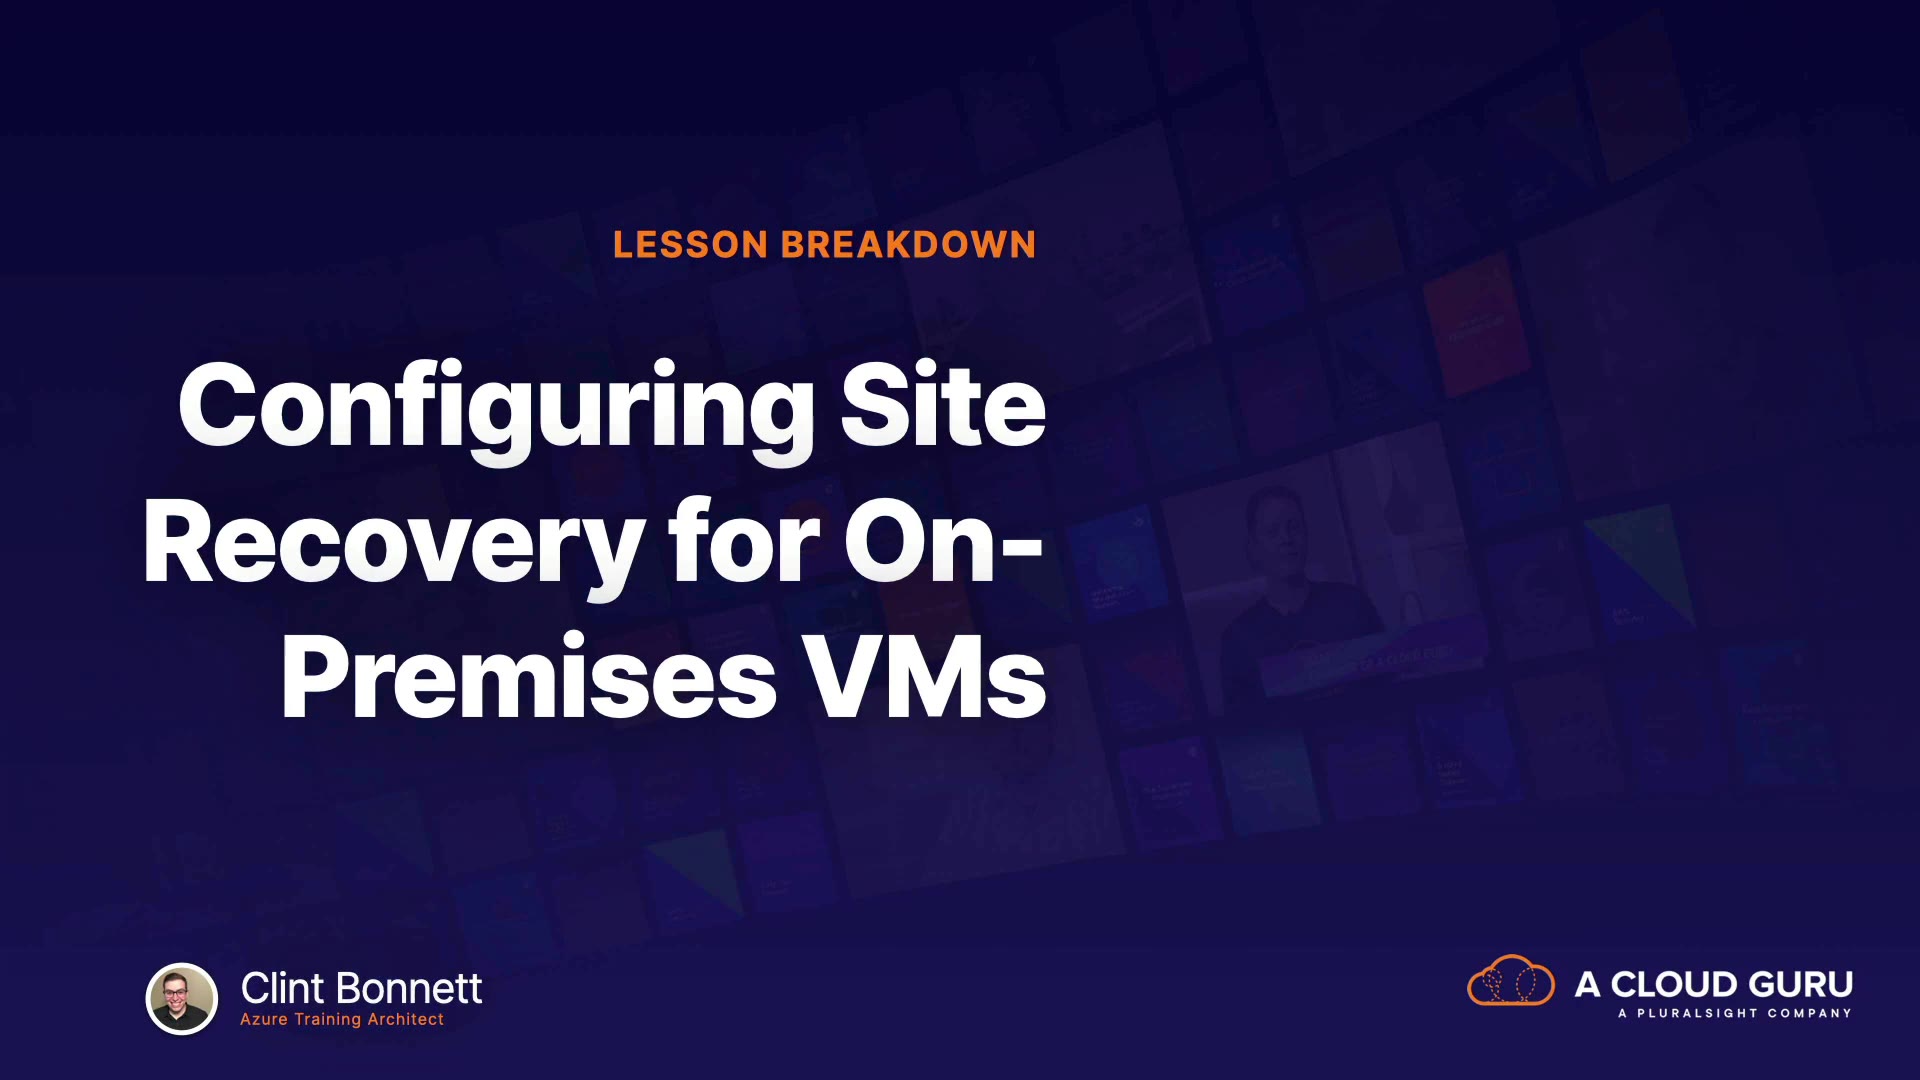 LESSON BREAKDOWN
Configuring Site
Recovery for On-
Premises VMs
Clint Bonnett
Azure Training Architect
A CLOUD GURU
A PLURALSIGHT COMPANY